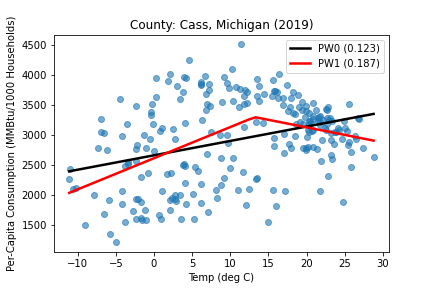 County: Cass, Michigan (2019)
Per-Capita Consumption (MMBtu/1000 Households)
4500
4000
3500
3000
2500
2000
1500
PW0 (0.123)
PW1 (0.187)
−10 −5 0 5 10 15 20 25 30
Temp (deg C)